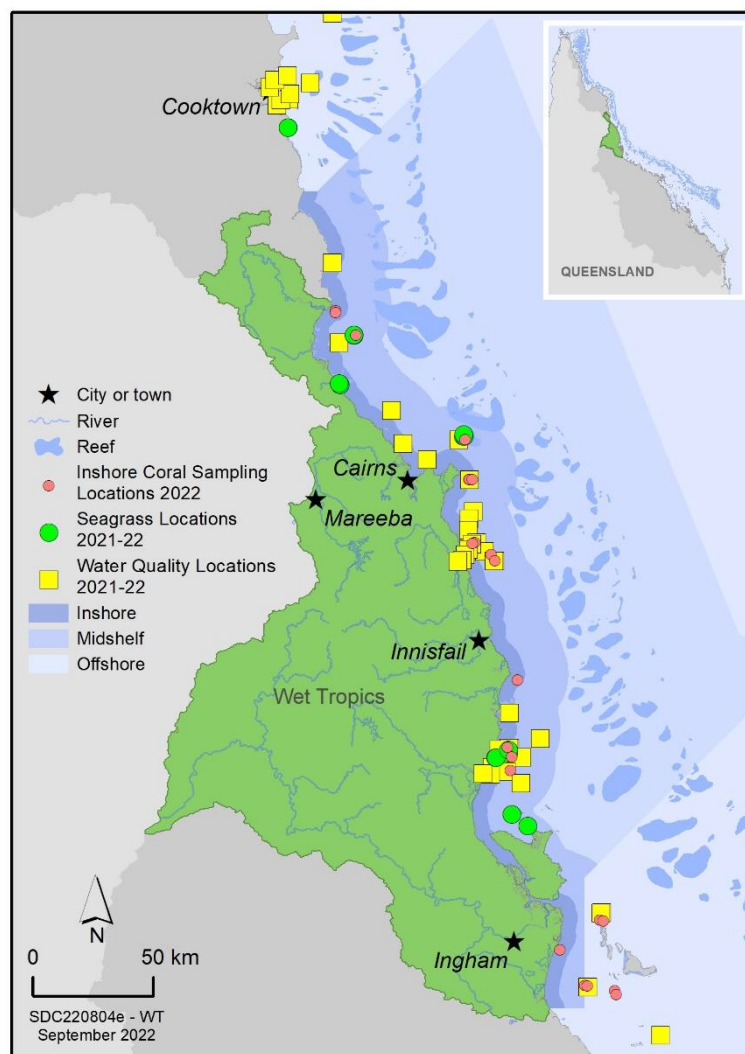 Cooktown
QUEENSLAND
City or town
River
Reef
Inshore Coral Sampling
Locations 2022
Seagrass Locations
2021-22
Water Quality Locations
2021-22
Inshore
Midshelf
Offshore
Cairns
Mareeba
Innisfail
Wet Tropics
Ingham
N
0 50 km
SDC220804e - WT
September 2022